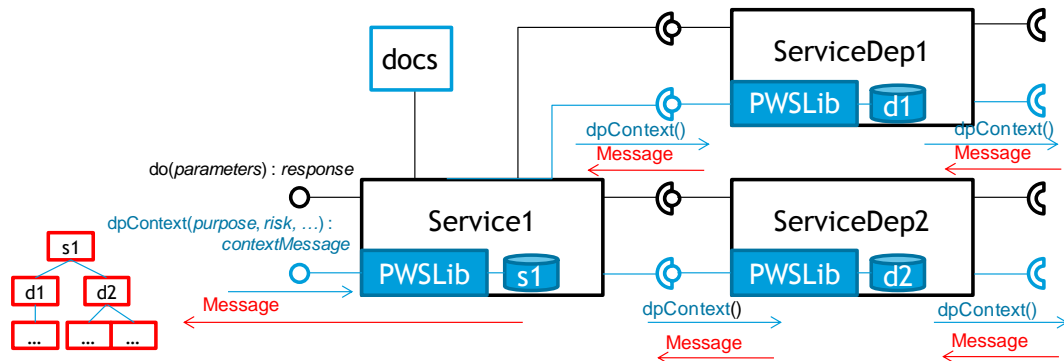 docs
ServiceDep1
PWSLib
d1
dpContext()
Message
dpContext()
Message
do(parameters) : response
dpContext(purpose, risk, …) :
contextMessage
Service1
PWSLib
s1
Message
ServiceDep2
PWSLib
d2
dpContext()
Message
dpContext()
Message
s1
d1
d2
...
...
...